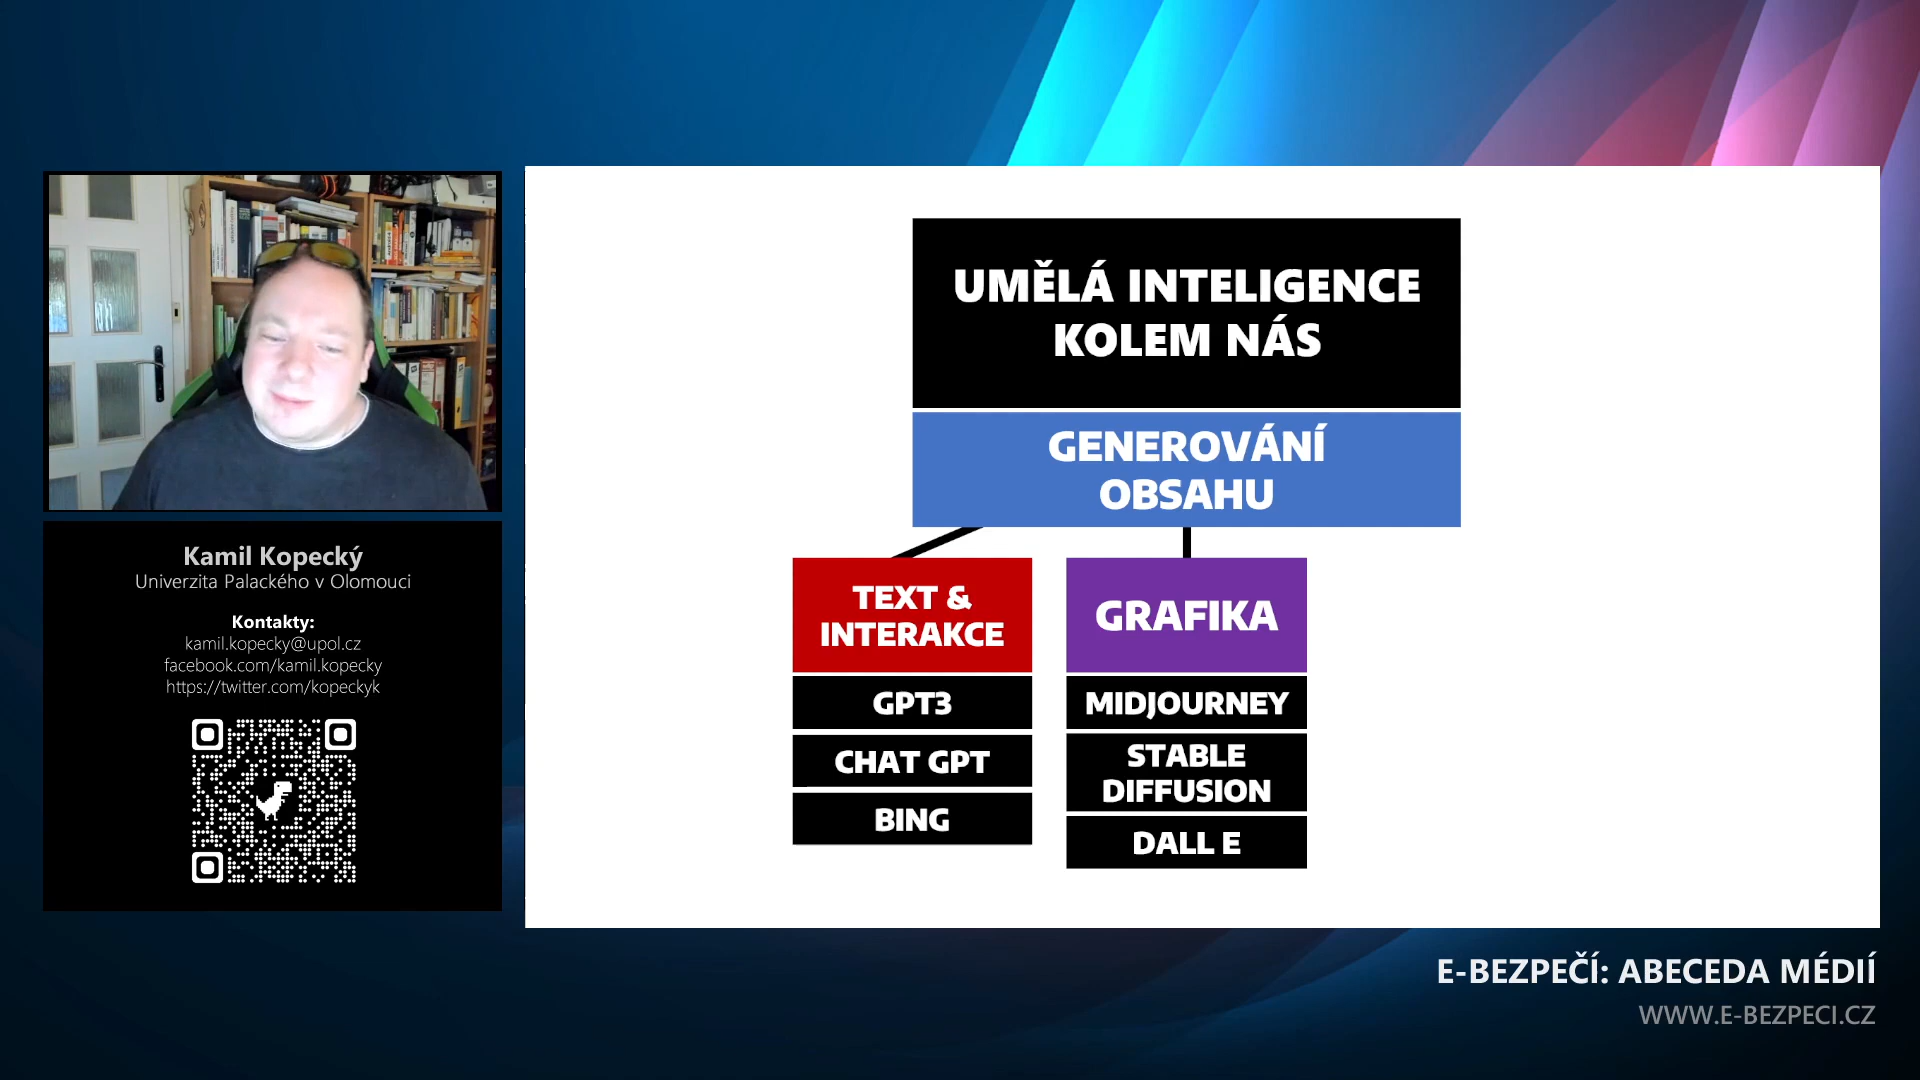 Kamil Kopecký
Univerzita Palackého v Olomouci
Kontakty:
kamil.kopecky@upol.cz
facebook.com/kamil.kopecky
https://twitter.com/kopeckyk
UMĚLÁ INTELIGENCE
KOLEM NÁS
GENEROVÁNÍ
OBSAHU
TEXT &
INTERAKCE
GPT3
CHAT GPT
BING
GRAFIKA
MIDJOURNEY
STABLE
DIFFUSION
DALL E
E-BEZPEČÍ: ABECEDA MÉDIÍ
WWW.E-BEZPECI.CZ